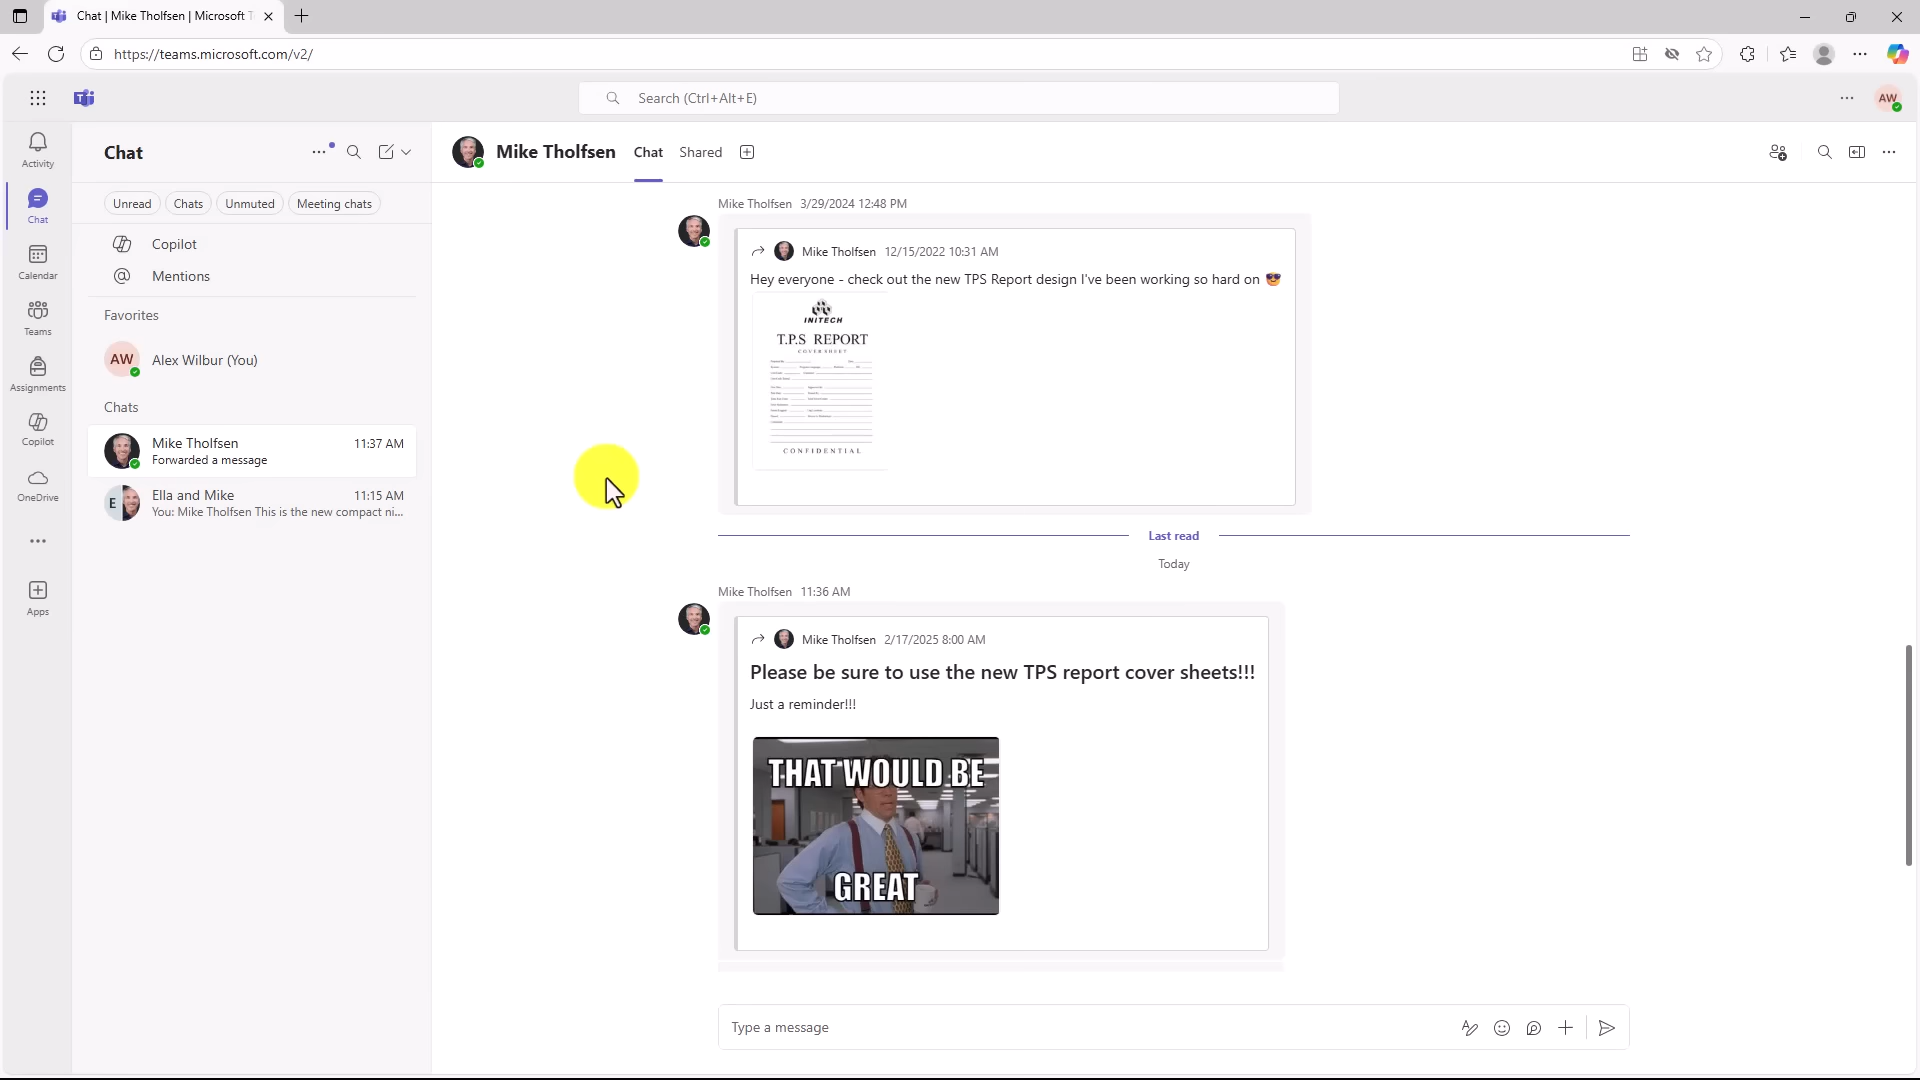 Chat | Mike Tholfsen | Microsoft T
https://teams.microsoft.com/v2/
Search (Ctrl+Alt+E)
AW
Activity
Chat
Calendar
Teams
Assignments
Copilot
OneDrive
Apps
Chat
Unread
Chats
Unmuted
Meeting chats
Copilot
Mentions
Favorites
AW
Alex Wilbur (You)
Chats
Mike Tholfsen 11:37 AM
Forwarded a message
E
Ella and Mike 11:15 AM
You: Mike Tholfsen This is the new compact ni...
Mike Tholfsen Chat Shared
Mike Tholfsen 3/29/2024 12:48 PM
Mike Tholfsen 12/15/2022 10:31 AM
Hey everyone - check out the new TPS Report design I've been working so hard on 😎
INITECH
T.P.S REPORT
COVER SHEET
CONFIDENTIAL
Last read
Today
Mike Tholfsen 11:36 AM
Mike Tholfsen 2/17/2025 8:00 AM
Please be sure to use the new TPS report cover sheets!!!
Just a reminder!!!
THAT WOULD BE
GREAT
Type a message